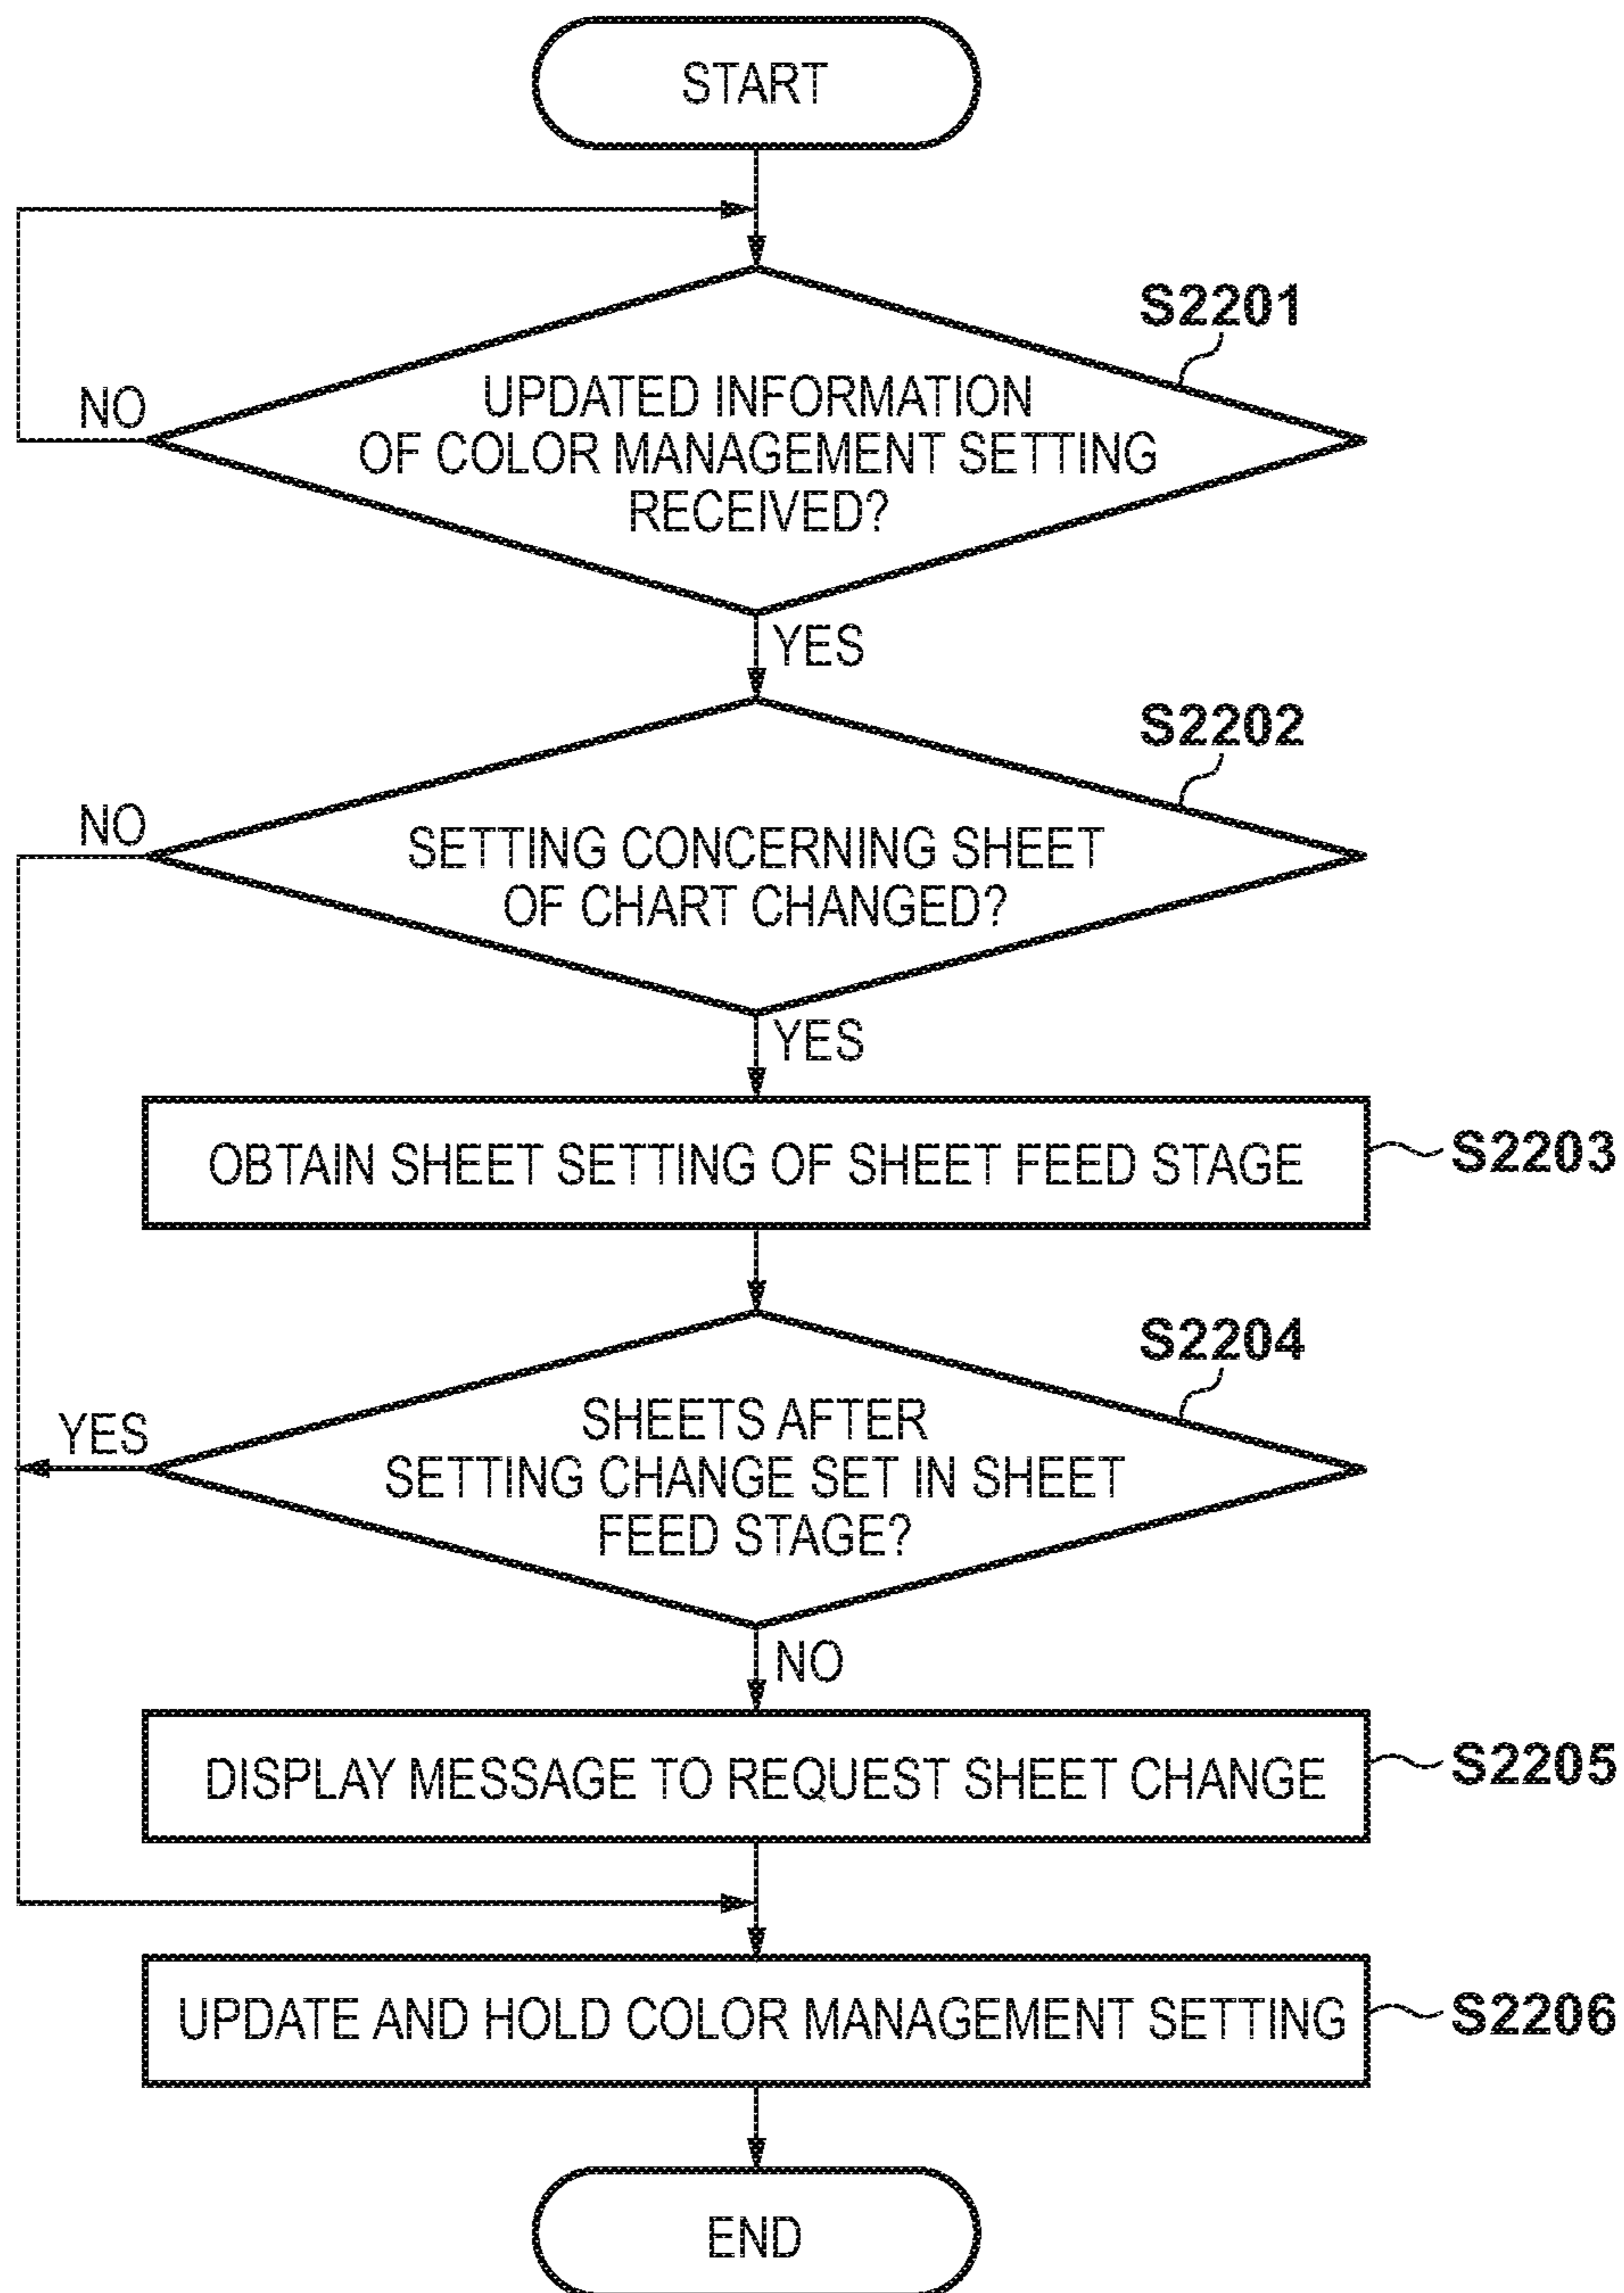 START
S2201
NO
UPDATED INFORMATION
OF COLOR MANAGEMENT SETTING
RECEIVED?
YES
S2202
NO
SETTING CONCERNING SHEET
OF CHART CHANGED?
YES
OBTAIN SHEET SETTING OF SHEET FEED STAGE
S2203
S2204
YES
SHEETS AFTER
SETTING CHANGE SET IN SHEET
FEED STAGE?
NO
DISPLAY MESSAGE TO REQUEST SHEET CHANGE
S2205
UPDATE AND HOLD COLOR MANAGEMENT SETTING
S2206
END